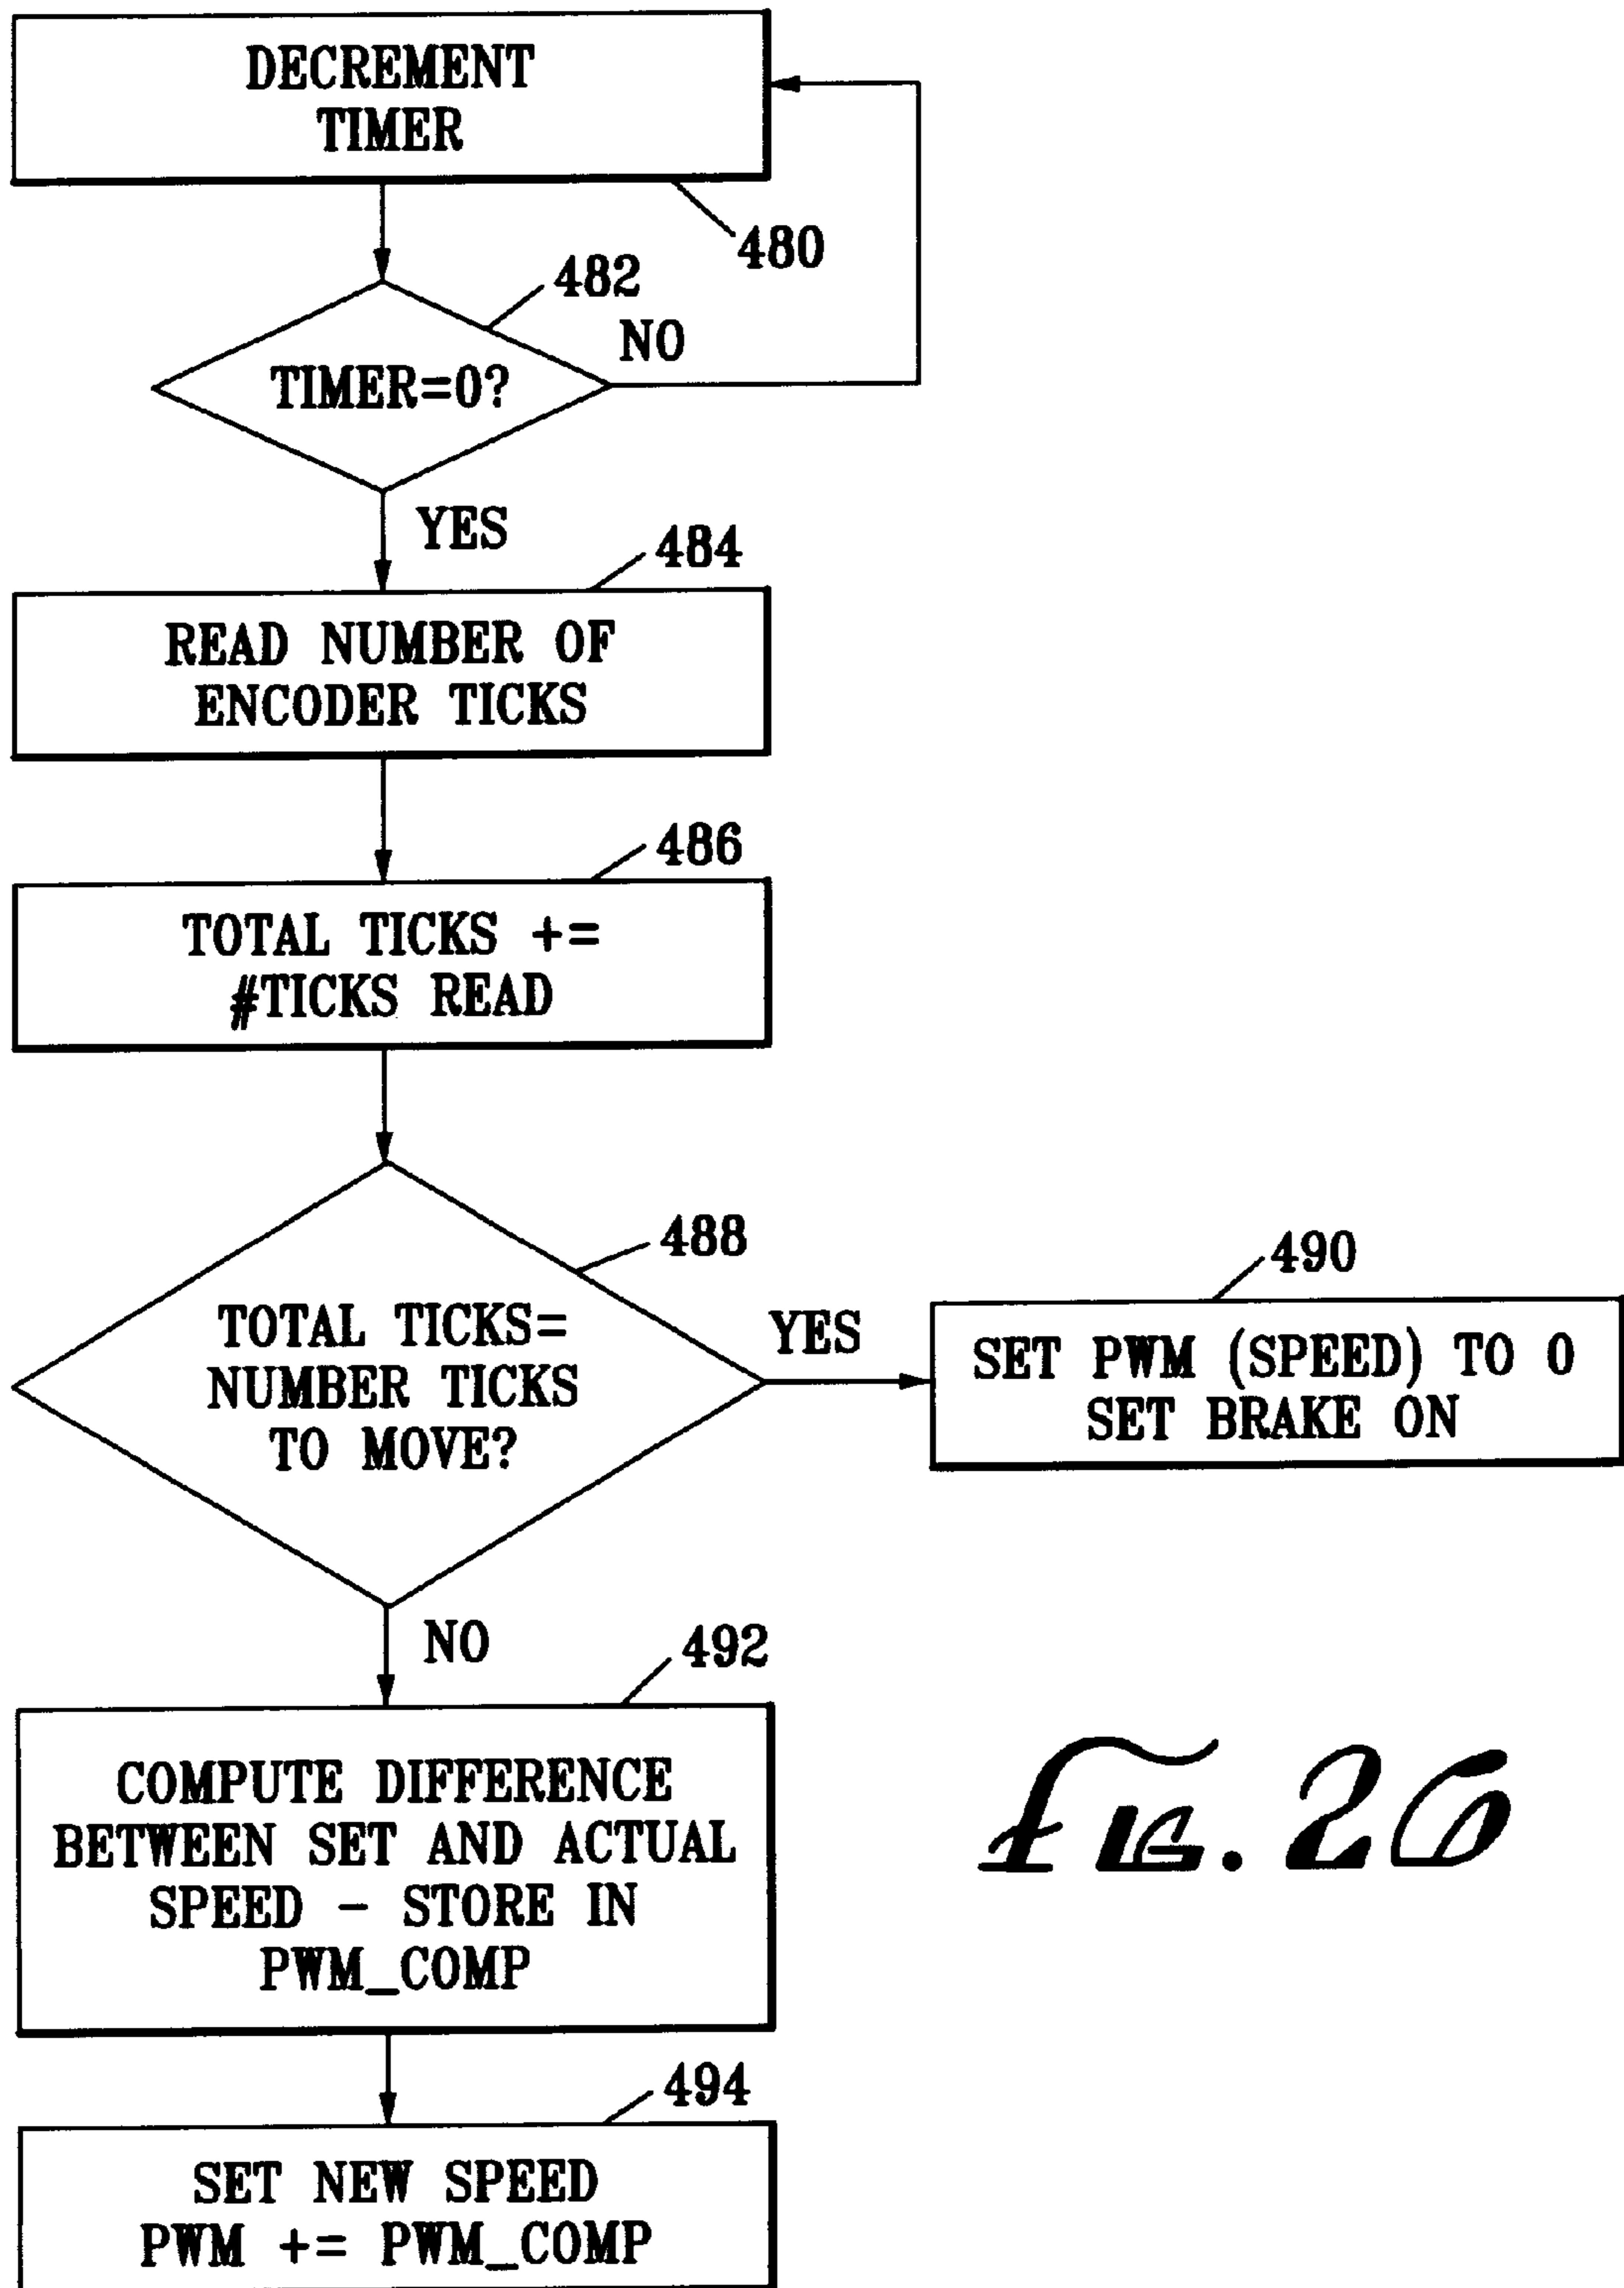 DECREMENT
TIMER
480
482
NO
TIMER=0?
YES
484
READ NUMBER OF
ENCODER TICKS
486
TOTAL TICKS +=
#TICKS READ
488
490
TOTAL TICKS=
NUMBER TICKS
TO MOVE?
YES
SET PWM (SPEED) TO 0
SET BRAKE ON
NO
492
COMPUTE DIFFERENCE
BETWEEN SET AND ACTUAL
SPEED - STORE IN
PWM_COMP
FIG. 26
494
SET NEW SPEED
PWM += PWM_COMP